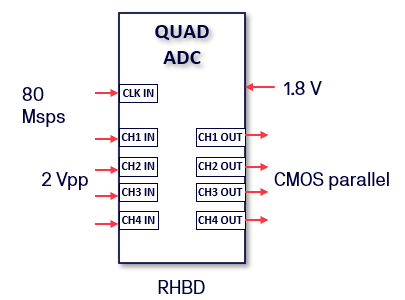 QUAD
ADC
80
Msps
CLK IN
1.8 V
CH1 IN
CH1 OUT
2 Vpp
CH2 IN
CH2 OUT
CH3 IN
CH3 OUT
CMOS parallel
CH4 IN
CH4 OUT
RHBD